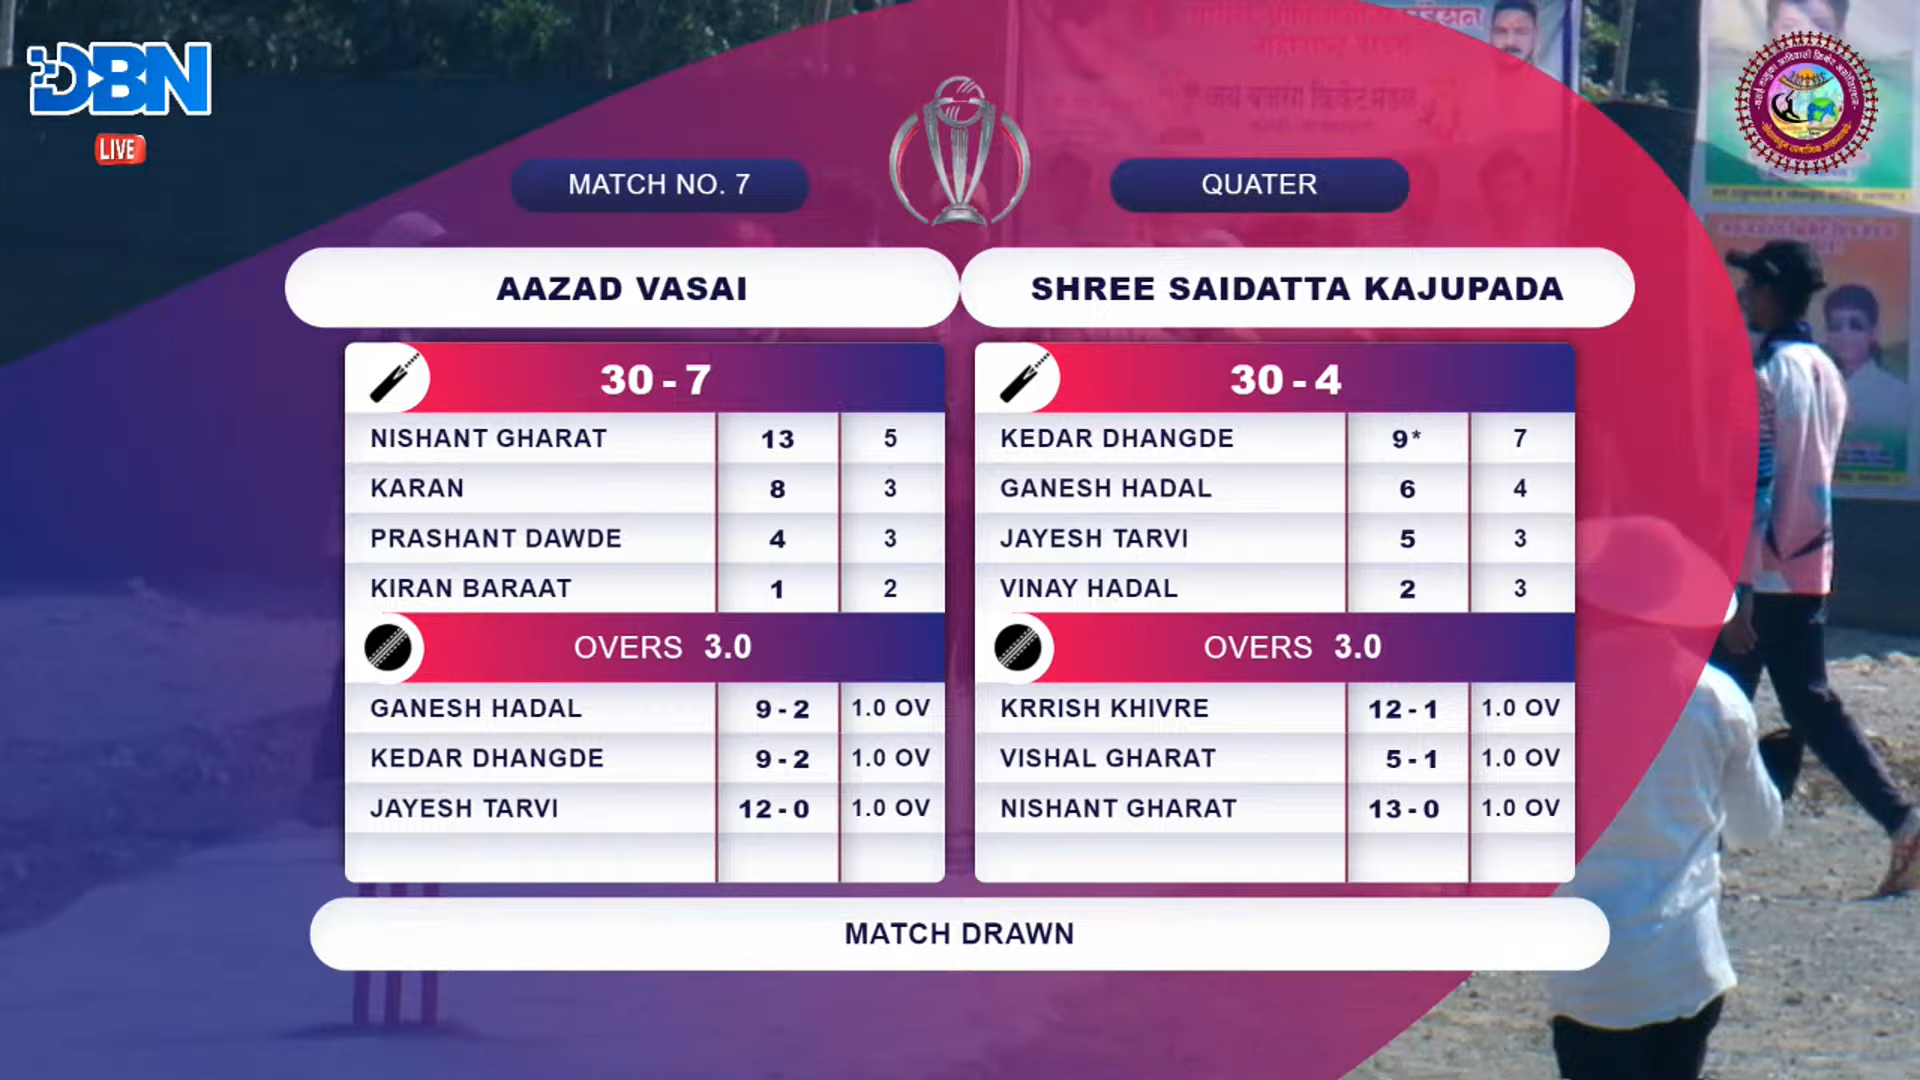 DBN
LIVE
MATCH NO. 7
QUATER
AAZAD VASAI
SHREE SAIDATTA KAJUPADA
30 - 7
NISHANT GHARAT 13 5
KARAN 8 3
PRASHANT DAWDE 4 3
KIRAN BARAAT 1 2
OVERS 3.0
GANESH HADAL 9 - 2 1.0 OV
KEDAR DHANGDE 9 - 2 1.0 OV
JAYESH TARVI 12 - 0 1.0 OV
30 - 4
KEDAR DHANGDE 9* 7
GANESH HADAL 6 4
JAYESH TARVI 5 3
VINAY HADAL 2 3
OVERS 3.0
KRRISH KHIVRE 12 - 1 1.0 OV
VISHAL GHARAT 5 - 1 1.0 OV
NISHANT GHARAT 13 - 0 1.0 OV
MATCH DRAWN